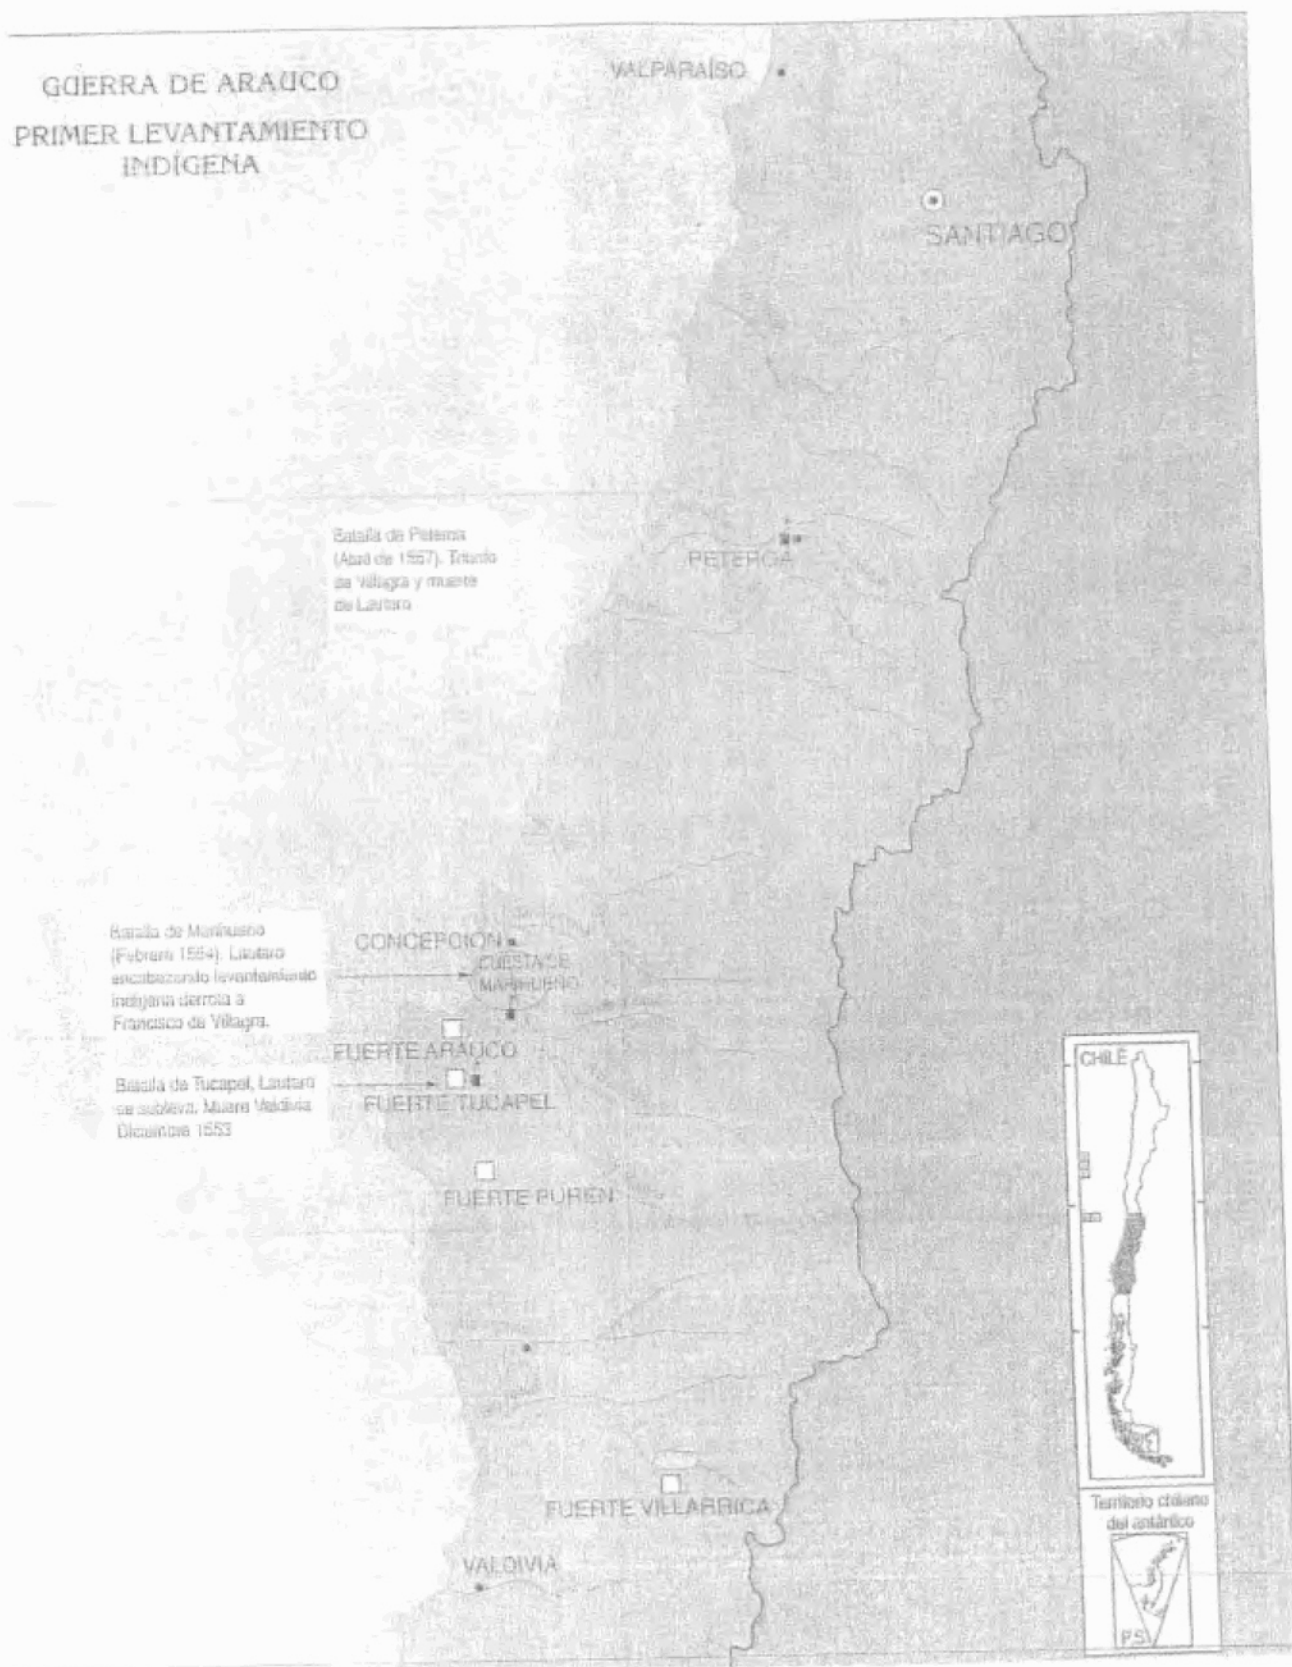 GUERRA DE ARAUCO
PRIMER LEVANTAMIENTO
INDÍGENA
VALPARAÍSO
SANTIAGO
Batalla de Peteroa
(Abril de 1557). Triunfo
de Villagra y muerte
de Lautaro
PETEROA
Batalla de Marihueno
(Febrero 1554). Lautaro
encabezando levantamiento
indígena derrota a
Francisco de Villagra.
CONCEPCION
CUESTA DE
MARIHUENO
FUERTE ARAUCO
Batalla de Tucapel, Lautaro
se subleva. Muere Valdivia
Diciembre 1553
FUERTE TUCAPEL
FUERTE PUREN
FUERTE VILLARRICA
VALDIVIA
CHILE
Territorio chileno
del antártico
P.S.